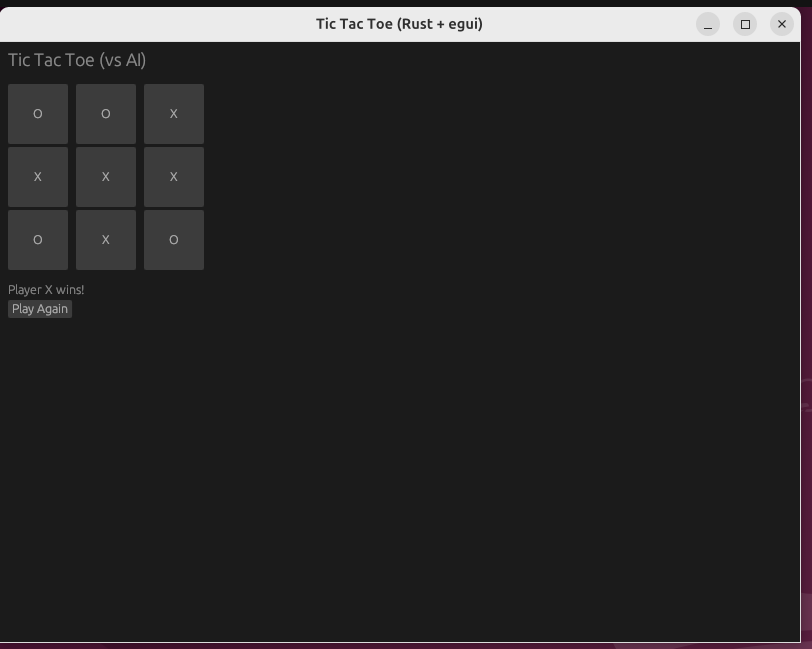 Tic Tac Toe (Rust + egui)
Tic Tac Toe (vs AI)
O O X
X X X
O X O
Player X wins!
Play Again